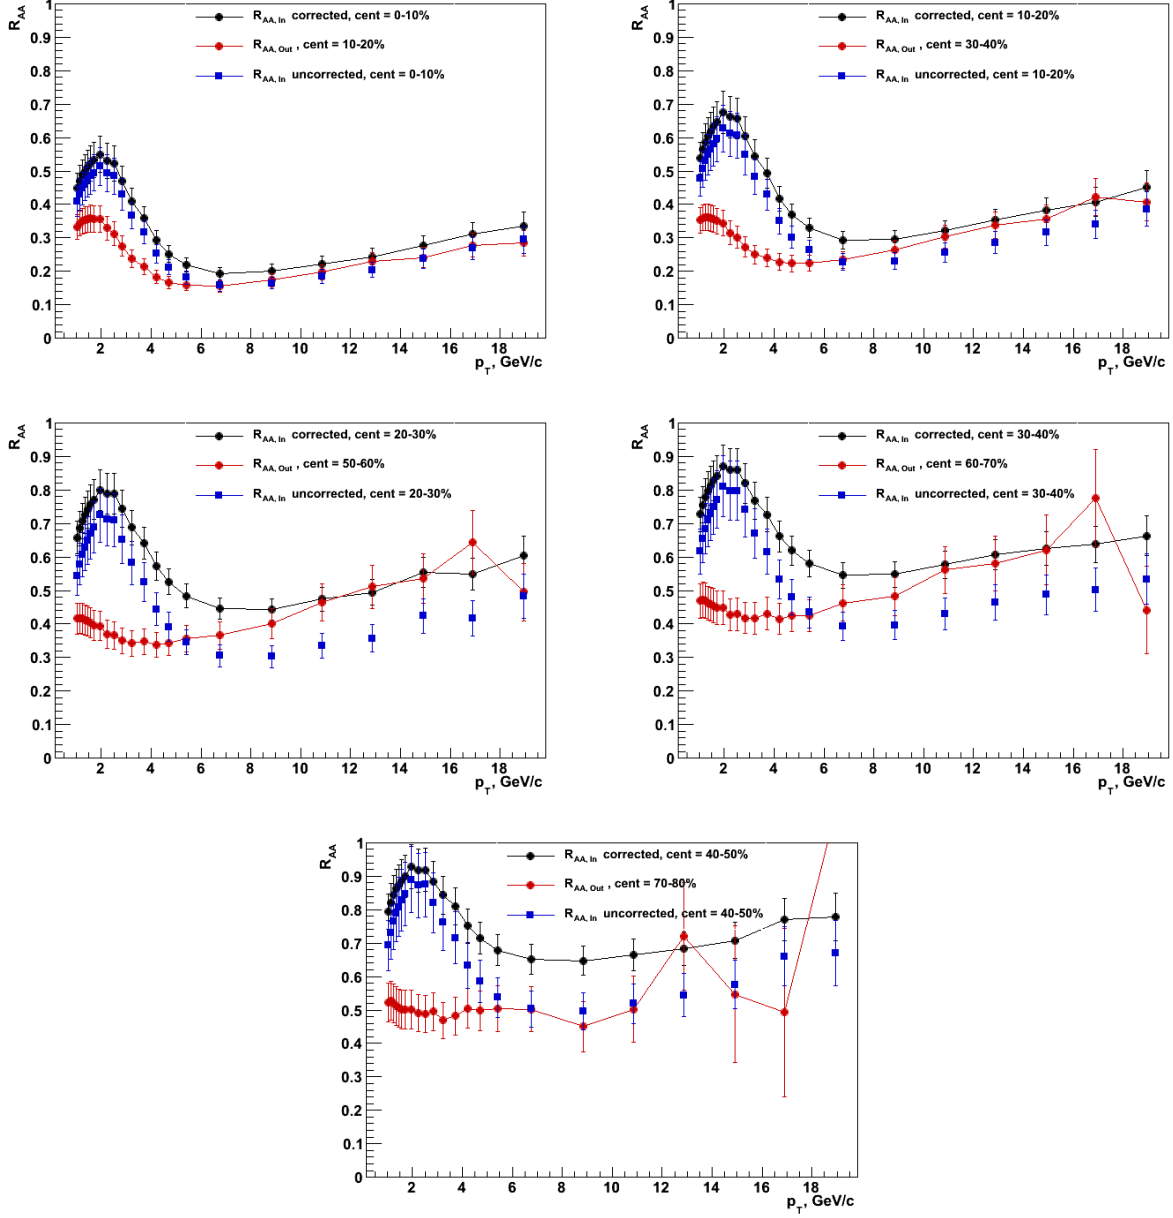 R_AA
R_AA, In corrected, cent = 0-10%
R_AA, Out , cent = 10-20%
R_AA, In uncorrected, cent = 0-10%
1
0.9
0.8
0.7
0.6
0.5
0.4
0.3
0.2
0.1
0
2 4 6 8 10 12 14 16 18
p_T, GeV/c
R_AA
R_AA, In corrected, cent = 10-20%
R_AA, Out , cent = 30-40%
R_AA, In uncorrected, cent = 10-20%
1
0.9
0.8
0.7
0.6
0.5
0.4
0.3
0.2
0.1
0
2 4 6 8 10 12 14 16 18
p_T, GeV/c
R_AA
R_AA, In corrected, cent = 20-30%
R_AA, Out , cent = 50-60%
R_AA, In uncorrected, cent = 20-30%
1
0.9
0.8
0.7
0.6
0.5
0.4
0.3
0.2
0.1
0
2 4 6 8 10 12 14 16 18
p_T, GeV/c
R_AA
R_AA, In corrected, cent = 30-40%
R_AA, Out , cent = 60-70%
R_AA, In uncorrected, cent = 30-40%
1
0.9
0.8
0.7
0.6
0.5
0.4
0.3
0.2
0.1
0
2 4 6 8 10 12 14 16 18
p_T, GeV/c
R_AA
R_AA, In corrected, cent = 40-50%
R_AA, Out , cent = 70-80%
R_AA, In uncorrected, cent = 40-50%
1
0.9
0.8
0.7
0.6
0.5
0.4
0.3
0.2
0.1
0
2 4 6 8 10 12 14 16 18
p_T, GeV/c